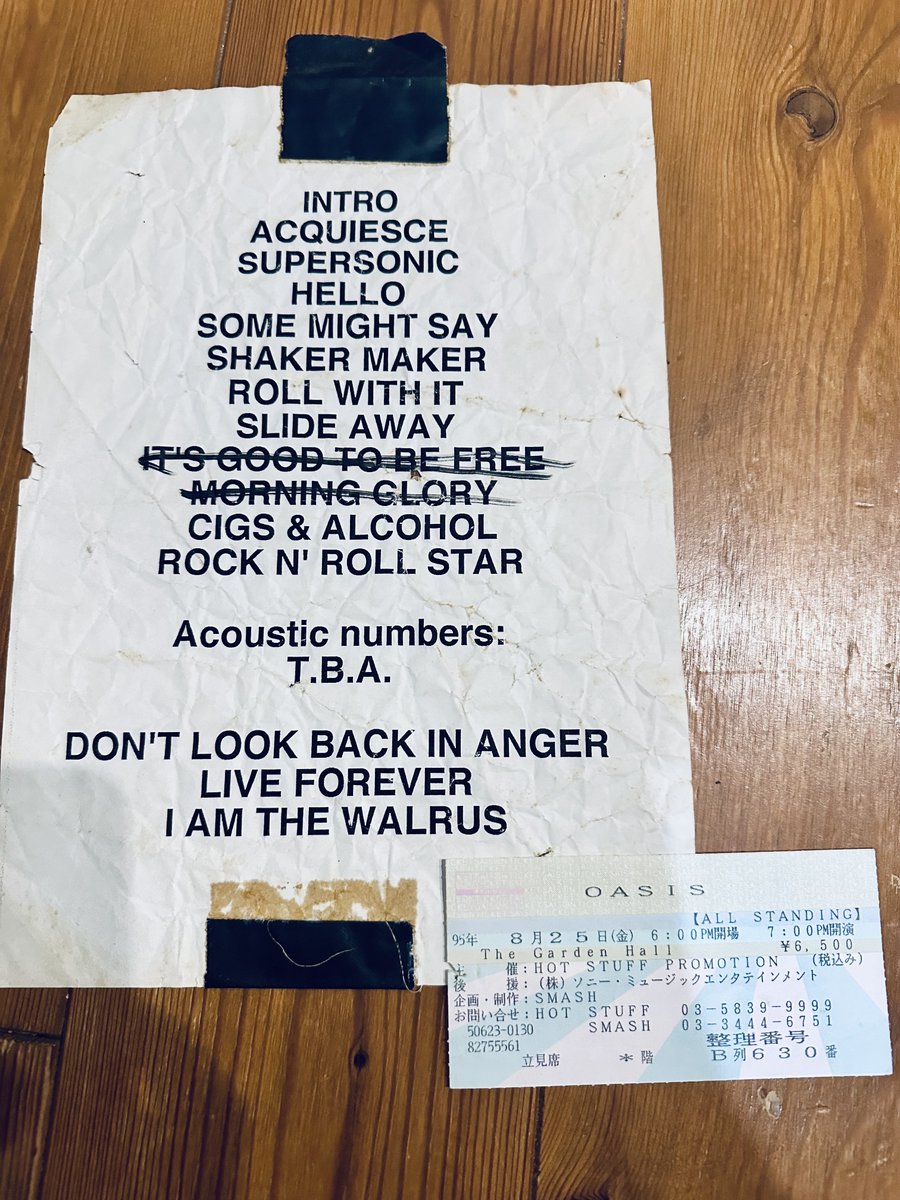 INTRO
ACQUIESCE
SUPERSONIC
HELLO
SOME MIGHT SAY
SHAKER MAKER
ROLL WITH IT
SLIDE AWAY
IT'S GOOD TO BE FREE
MORNING GLORY
CIGS & ALCOHOL
ROCK N' ROLL STAR
Acoustic numbers:
T.B.A.
DON'T LOOK BACK IN ANGER
LIVE FOREVER
I AM THE WALRUS
OASIS
【ALL STANDING】
95年 8月25日(金) 6:00PM開場 7:00PM開演
The Garden Hall ¥6,500
主 催:HOT STUFF PROMOTION (税込み)
後 援:(株)ソニー・ミュージックエンタテインメント
企画・制作:SMASH
お問い合せ:HOT STUFF 03-5839-9999
50623-0130 SMASH 03-3444-6751
82755561 整理番号
立見席 *階 B列630番